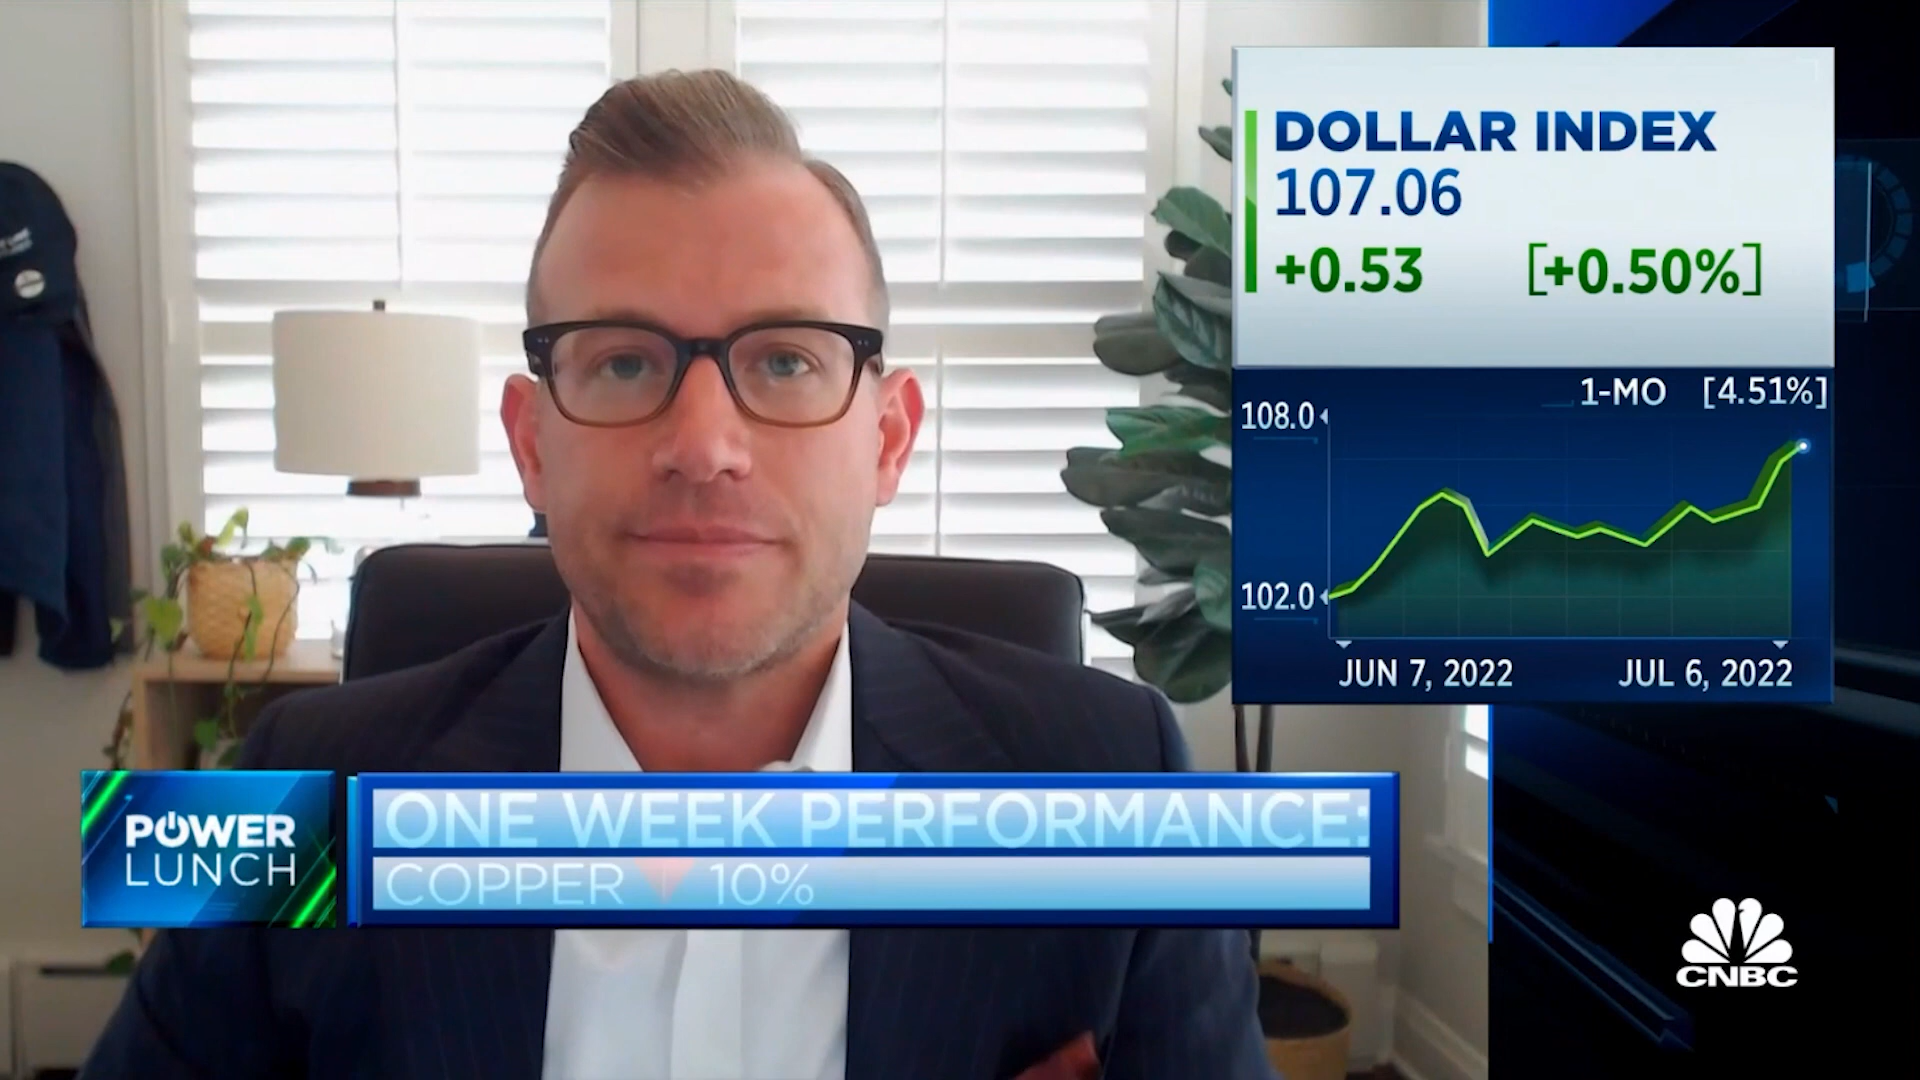 DOLLAR INDEX
107.06
+0.53 [+0.50%]
1-MO [4.51%]
108.0
102.0
JUN 7, 2022 JUL 6, 2022
POWER
LUNCH
ONE WEEK PERFORMANCE:
COPPER 10%
CNBC